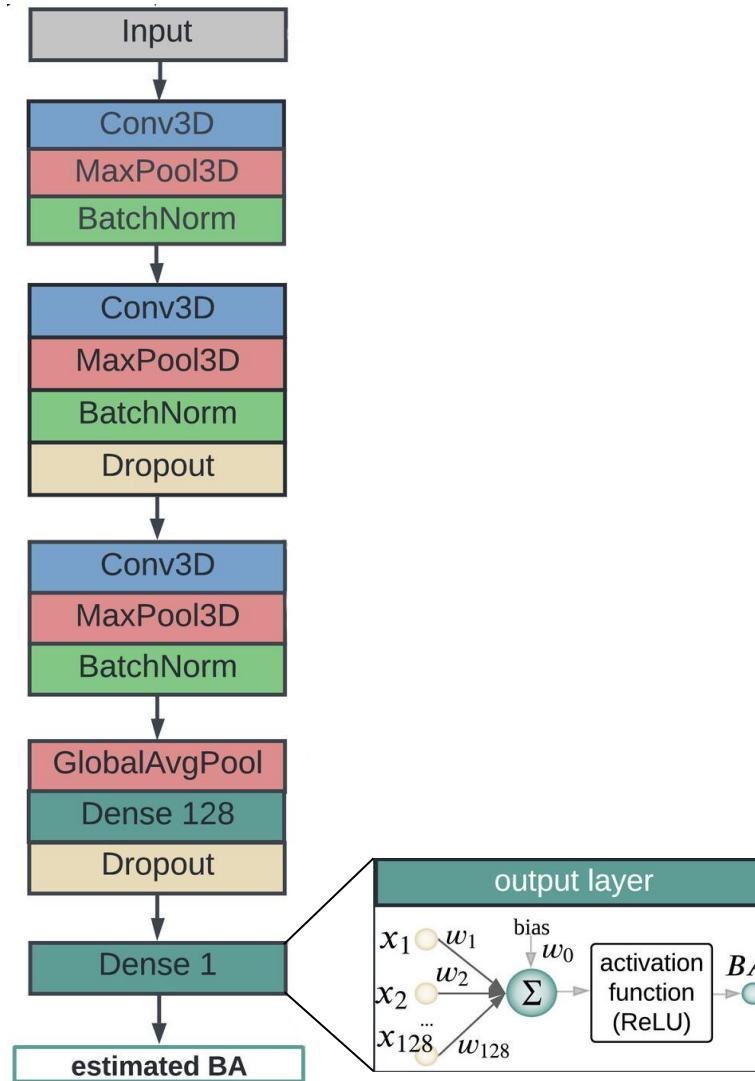 Input
Conv3D
MaxPool3D
BatchNorm
Conv3D
MaxPool3D
BatchNorm
Dropout
Conv3D
MaxPool3D
BatchNorm
GlobalAvgPool
Dense 128
Dropout
Dense 1
estimated BA
output layer
bias
x₁ w₁ w₀
x₂ w₂ Σ
...
x₁₂₈ w₁₂₈
activation
function
(ReLU)
BA